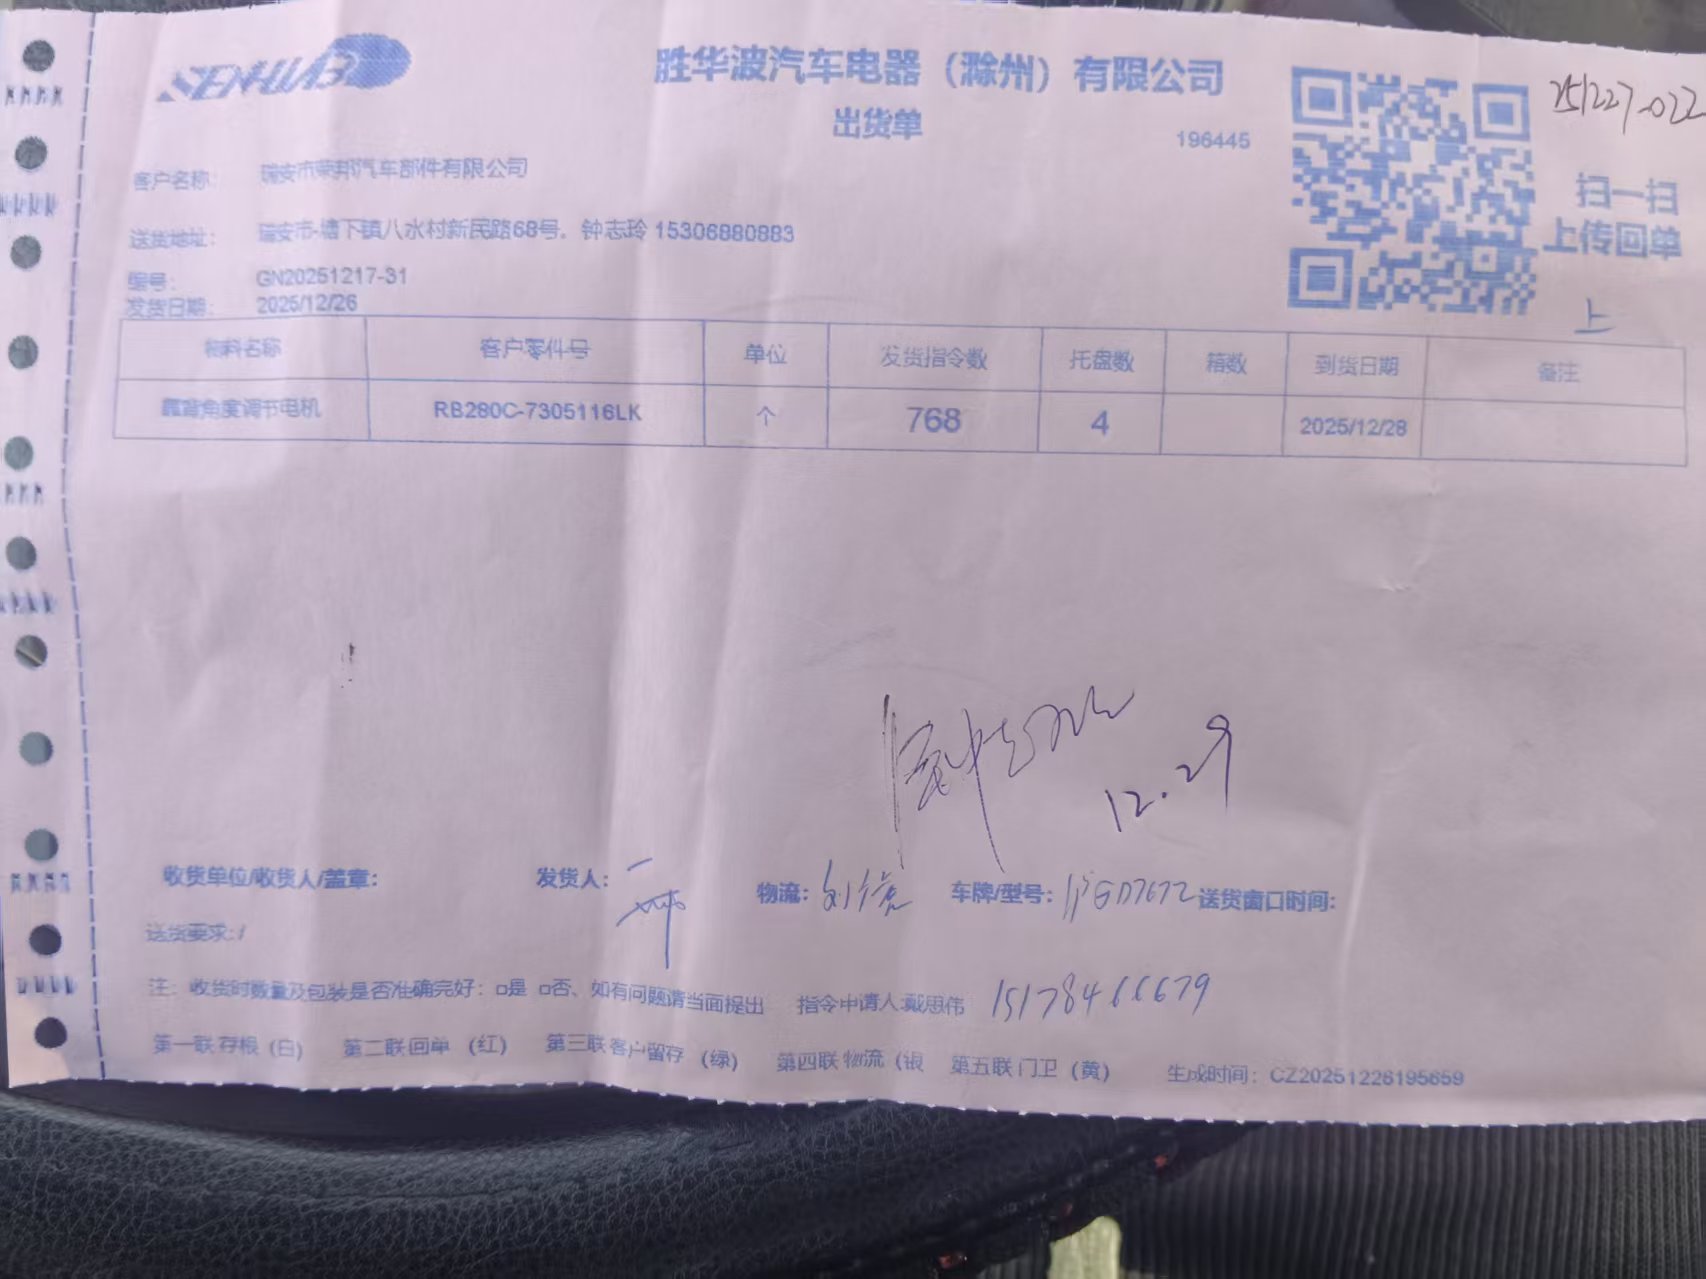 SENHUAB
胜华波汽车电器（滁州）有限公司
出货单
196445
251227-022
扫一扫
上传回单
上
客户名称： 瑞安市荣邦汽车部件有限公司
送货地址： 瑞安市-塘下镇八水村新民路68号。钟志玲 15306880883
编号： GN20251217-31
发货日期： 2025/12/26
物料名称 客户零件号 单位 发货指令数 托盘数 箱数 到货日期 备注
靠背角度调节电机 RB280C-7305116LK 个 768 4 2025/12/28
12.29
收货单位/收货人/盖章： 发货人： 物流： 车牌/型号： 送货窗口时间：
送货要求：/
注：收货时数量及包装是否准确完好：□是 □否、如有问题请当面提出 指令申请人:戴思伟 15178466679
第一联存根（白） 第二联回单（红） 第三联客户留存（绿） 第四联物流（银 第五联门卫（黄） 生成时间：CZ20251226195659